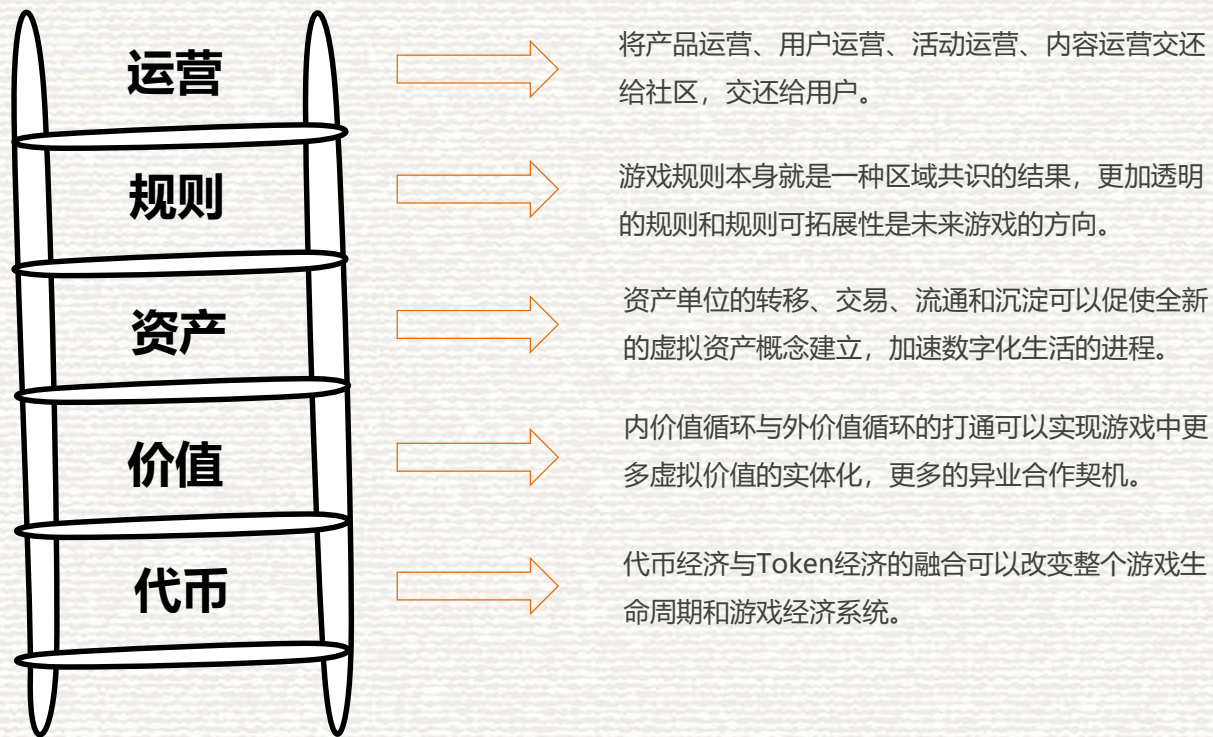 运营
将产品运营、用户运营、活动运营、内容运营交还
给社区，交还给用户。
规则
游戏规则本身就是一种区域共识的结果，更加透明
的规则和规则可拓展性是未来游戏的方向。
资产
资产单位的转移、交易、流通和沉淀可以促使全新
的虚拟资产概念建立，加速数字化生活的进程。
价值
内价值循环与外价值循环的打通可以实现游戏中更
多虚拟价值的实体化，更多的异业合作契机。
代币
代币经济与Token经济的融合可以改变整个游戏生
命周期和游戏经济系统。